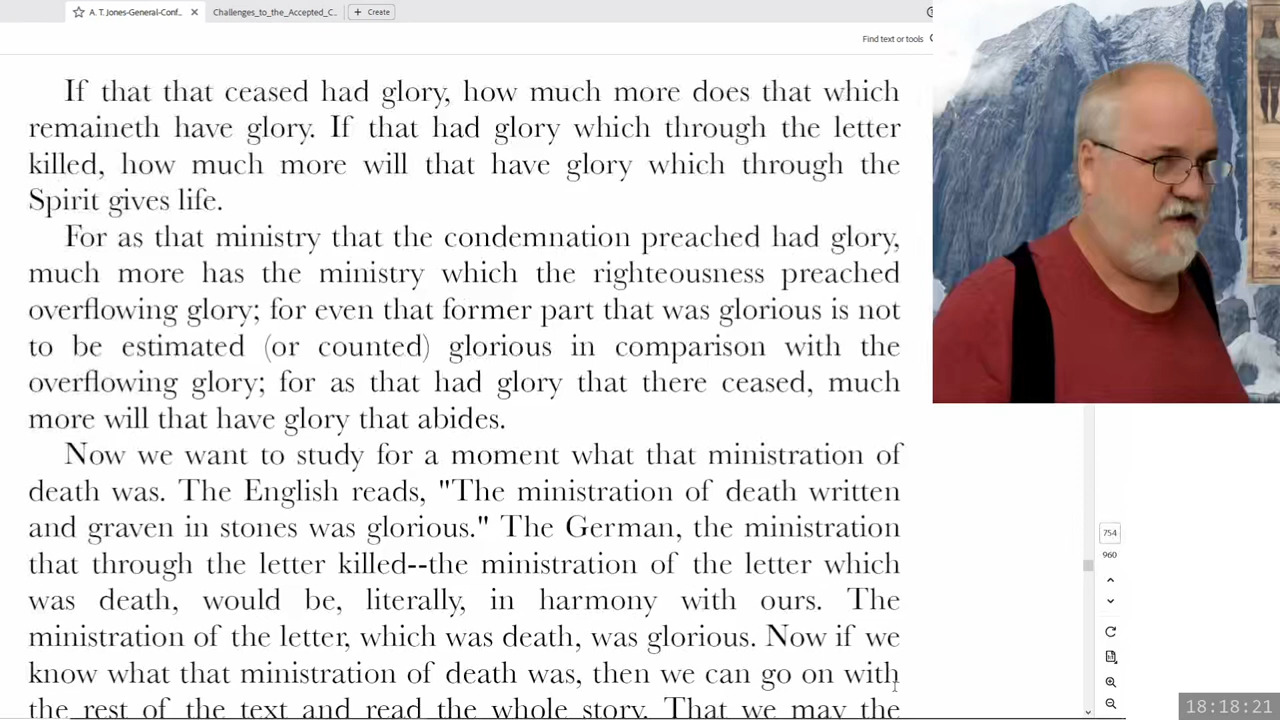 A. T. Jones-General-Conf...
Challenges_to_the_Accepted_C...
+ Create
Find text or tools
If that that ceased had glory, how much more does that which
remaineth have glory. If that had glory which through the letter
killed, how much more will that have glory which through the
Spirit gives life.
For as that ministry that the condemnation preached had glory,
much more has the ministry which the righteousness preached
overflowing glory; for even that former part that was glorious is not
to be estimated (or counted) glorious in comparison with the
overflowing glory; for as that had glory that there ceased, much
more will that have glory that abides.
Now we want to study for a moment what that ministration of
death was. The English reads, "The ministration of death written
and graven in stones was glorious." The German, the ministration
that through the letter killed--the ministration of the letter which
was death, would be, literally, in harmony with ours. The
ministration of the letter, which was death, was glorious. Now if we
know what that ministration of death was, then we can go on with
the rest of the text and read the whole story. That we may the
754
960
18:18:21